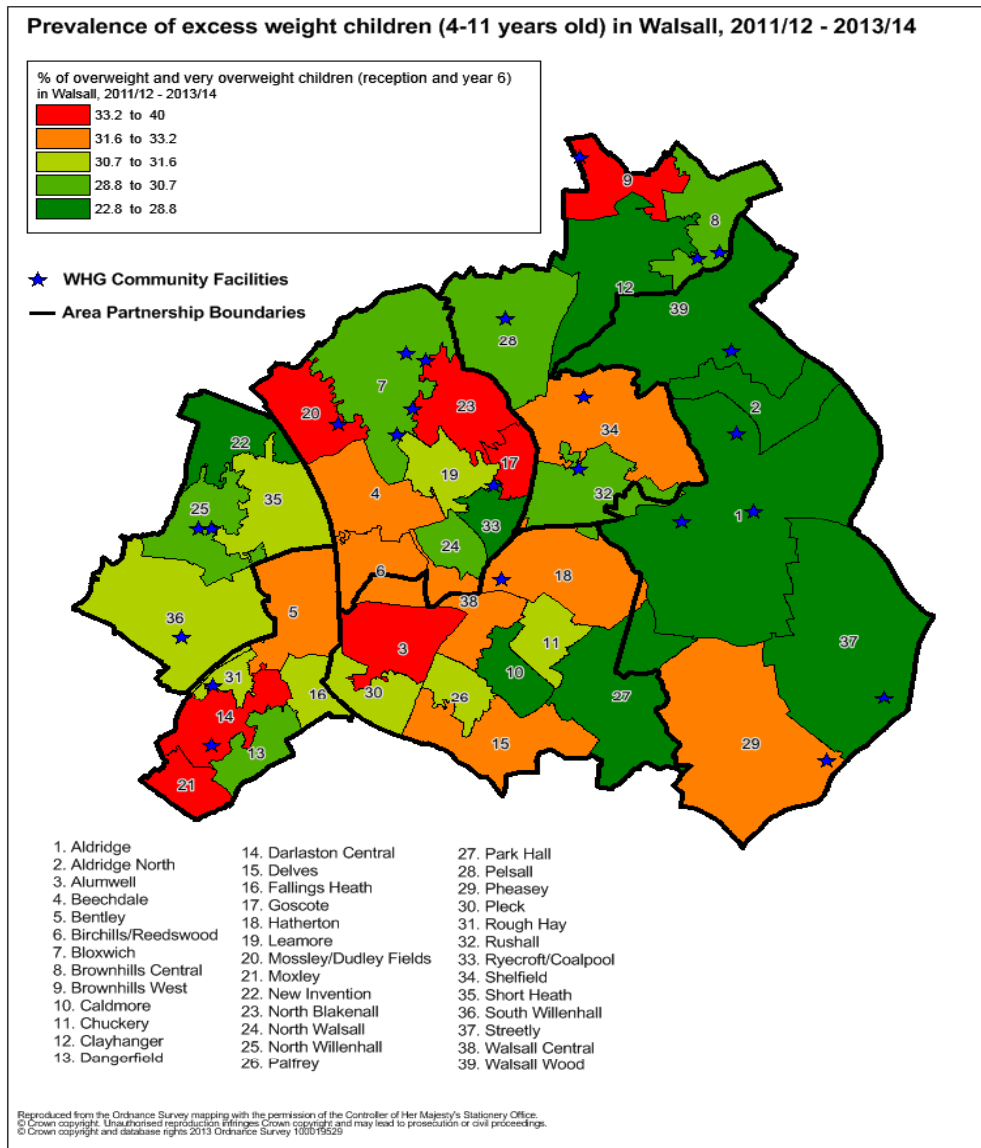 Prevalence of excess weight children (4-11 years old) in Walsall, 2011/12 - 2013/14
% of overweight and very overweight children (reception and year 6)
in Walsall, 2011/12 - 2013/14
33.2 to 40
31.6 to 33.2
30.7 to 31.6
28.8 to 30.7
22.8 to 28.8
WHG Community Facilities
Area Partnership Boundaries
9
8
12
39
28
7
20
23
2
34
22
19
17
35
4
25
32
33
1
24
6
18
5
38
36
3
11
37
31
10
16
30
26
27
14
13
15
29
21
1. Aldridge
2. Aldridge North
3. Alumwell
4. Beechdale
5. Bentley
6. Birchills/Reedswood
7. Bloxwich
8. Brownhills Central
9. Brownhills West
10. Caldmore
11. Chuckery
12. Clayhanger
13. Dangerfield
14. Darlaston Central
15. Delves
16. Fallings Heath
17. Goscote
18. Hatherton
19. Leamore
20. Mossley/Dudley Fields
21. Moxley
22. New Invention
23. North Blakenall
24. North Walsall
25. North Willenhall
26. Palfrey
27. Park Hall
28. Pelsall
29. Pheasey
30. Pleck
31. Rough Hay
32. Rushall
33. Ryecroft/Coalpool
34. Shelfield
35. Short Heath
36. South Willenhall
37. Streetly
38. Walsall Central
39. Walsall Wood
Reproduced from the Ordnance Survey mapping with the permission of the Controller of Her Majesty's Stationery Office.
© Crown copyright. Unauthorised reproduction infringes Crown copyright and may lead to prosecution or civil proceedings.
© Crown copyright and database rights 2013 Ordnance Survey 100019529